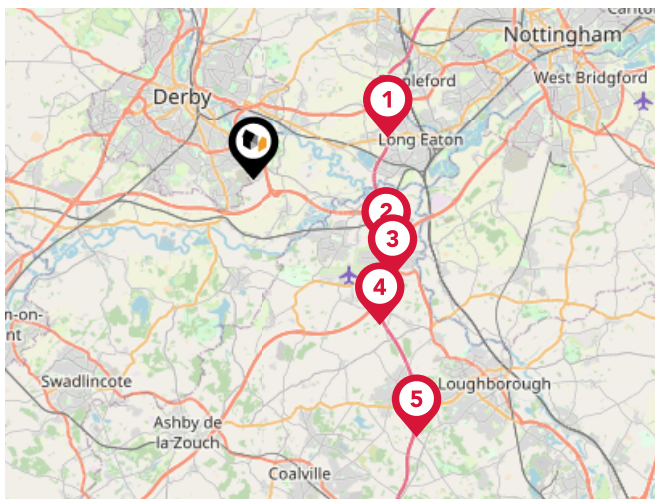 Canto
Nottingham
pleford
West Bridgford
Derby
1
Long Eaton
2
3
4
n-on-
nt
Swadlincote
Loughborough
5
Ashby de
la-Zouch
Coalville